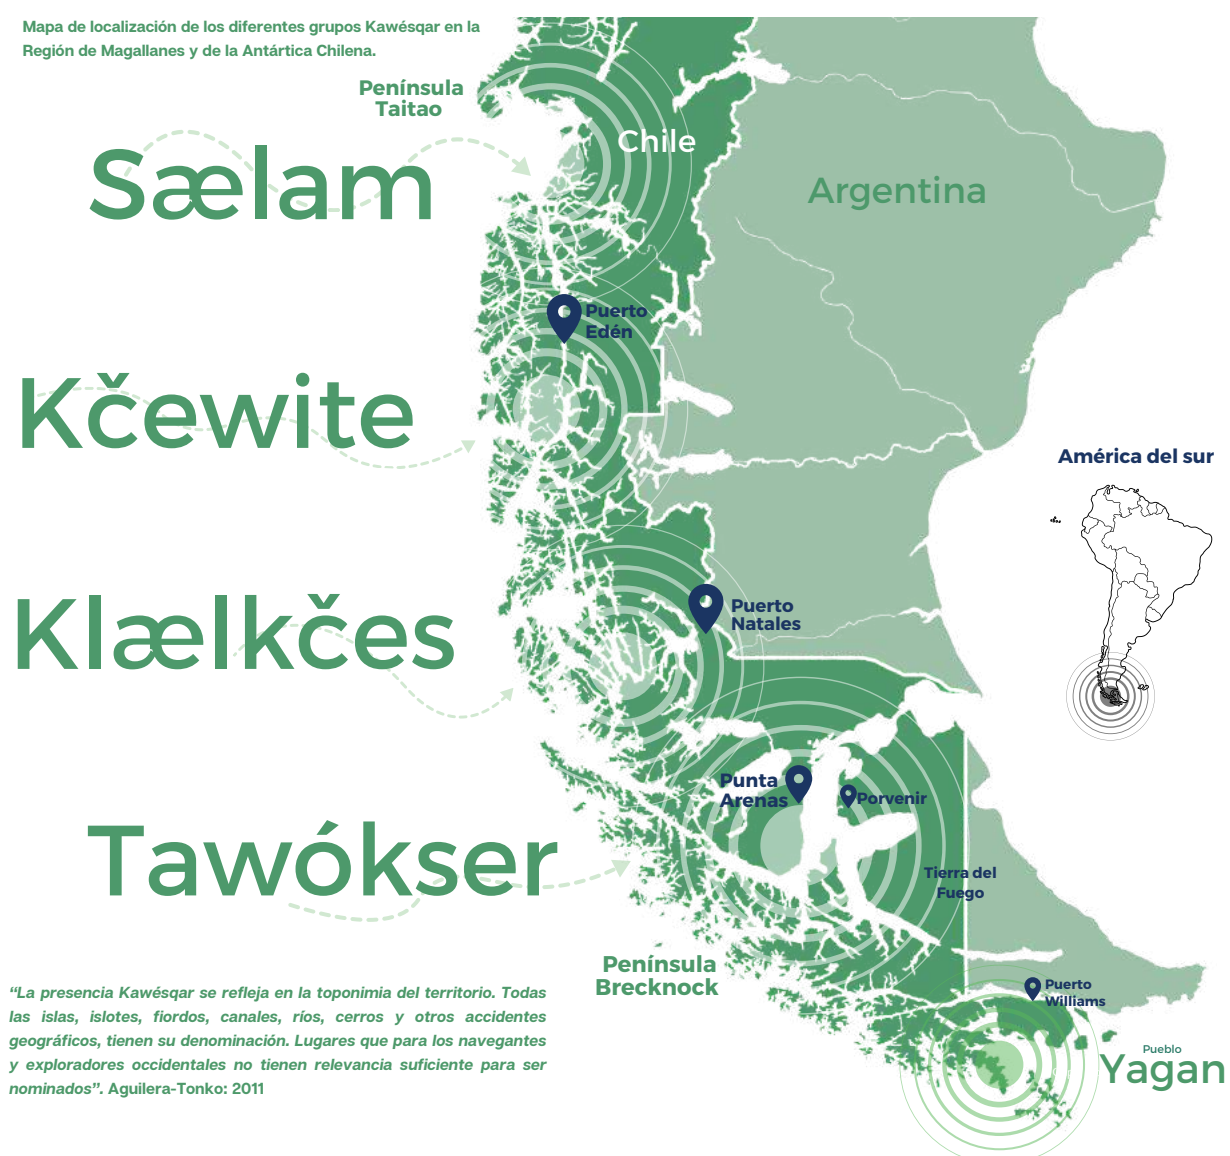 Mapa de localización de los diferentes grupos Kawésqar en la
Región de Magallanes y de la Antártica Chilena.
Península
Taitao
Chile
Sælam
Argentina
Puerto
Edén
Kčewite
América del sur
Klælkčes
Puerto
Natales
Punta
Arenas
Porvenir
Tawókser
Tierra del
Fuego
Península
Brecknock
Puerto
Williams
“La presencia Kawésqar se refleja en la toponimia del territorio. Todas
las islas, islotes, fiordos, canales, ríos, cerros y otros accidentes
geográficos, tienen su denominación. Lugares que para los navegantes
y exploradores occidentales no tienen relevancia suficiente para ser
nominados”. Aguilera-Tonko: 2011
Pueblo
Yagan